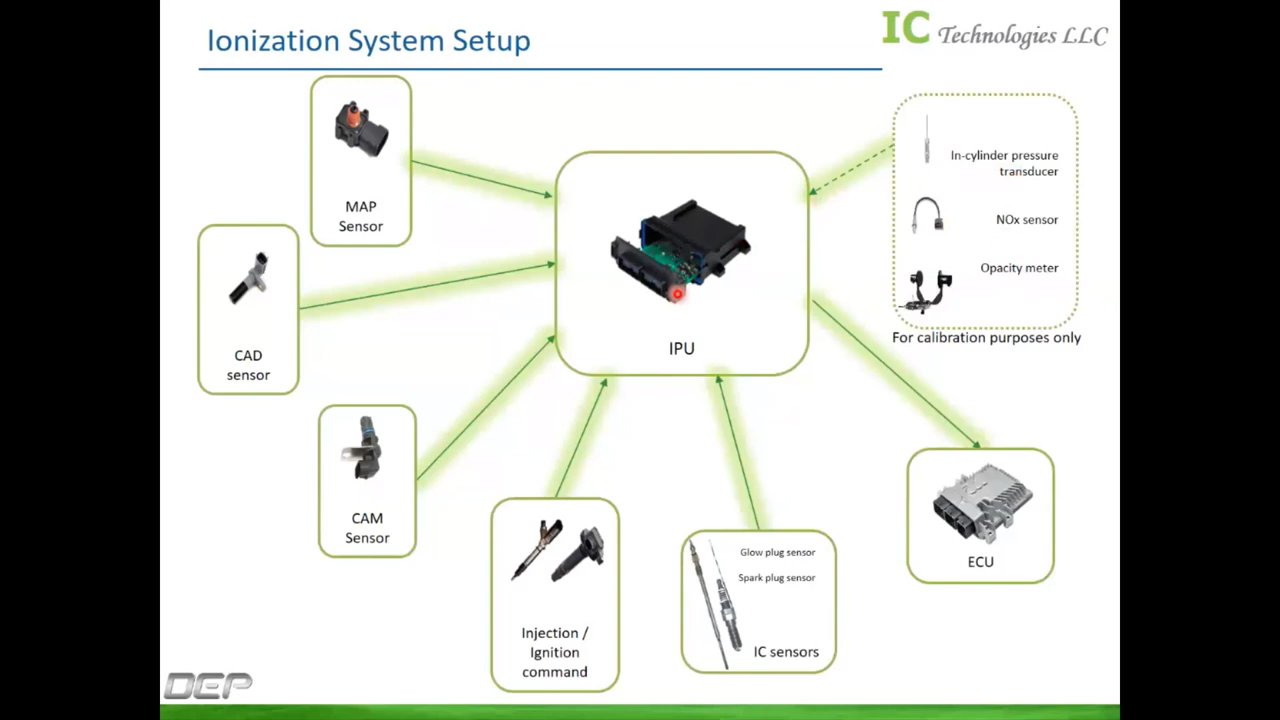 Ionization System Setup
IC Technologies LLC
MAP
Sensor
In-cylinder pressure
transducer
NOx sensor
Opacity meter
For calibration purposes only
IPU
CAD
sensor
CAM
Sensor
Injection /
Ignition
command
Glow plug sensor
Spark plug sensor
IC sensors
ECU
DEP